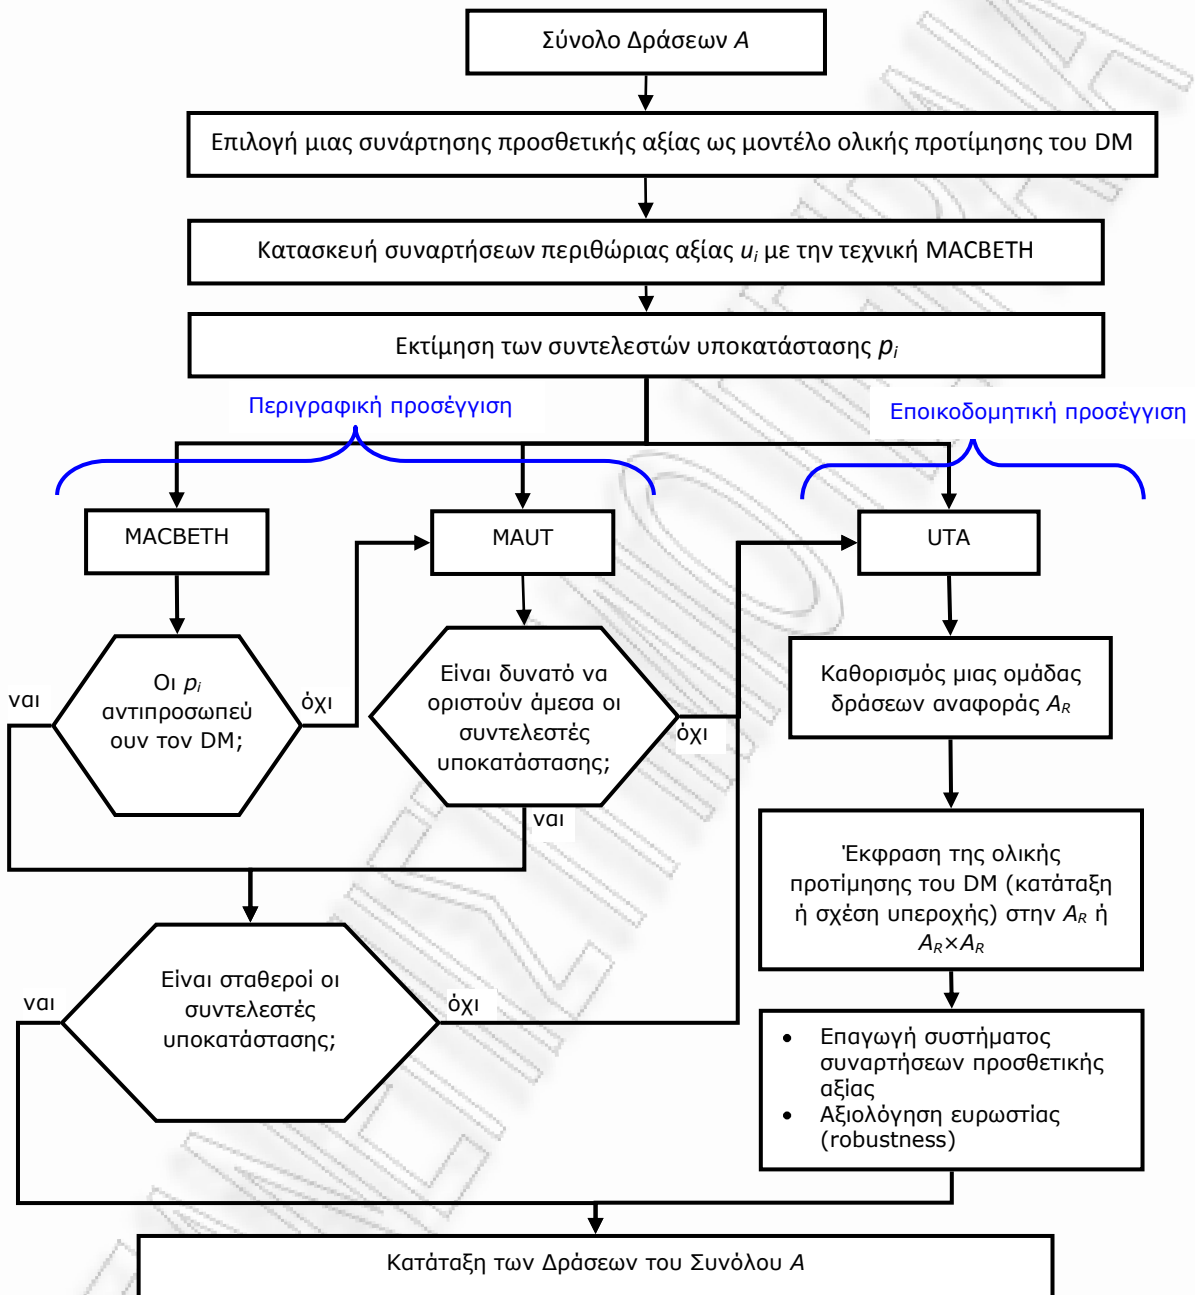 Σύνολο Δράσεων A
Επιλογή μιας συνάρτησης προσθετικής αξίας ως μοντέλο ολικής προτίμησης του DM
Κατασκευή συναρτήσεων περιθώριας αξίας ui με την τεχνική MACBETH
Εκτίμηση των συντελεστών υποκατάστασης pi
Περιγραφική προσέγγιση
Εποικοδομητική προσέγγιση
MACBETH
MAUT
UTA
Οι pi
αντιπροσωπεύ
ουν τον DM;
ναι
όχι
Είναι δυνατό να
οριστούν άμεσα οι
συντελεστές
υποκατάστασης;
όχι
ναι
Καθορισμός μιας ομάδας
δράσεων αναφοράς AR
Έκφραση της ολικής
προτίμησης του DM (κατάταξη
ή σχέση υπεροχής) στην AR ή
AR×AR
Είναι σταθεροί οι
συντελεστές
υποκατάστασης;
ναι
όχι
• Επαγωγή συστήματος
συναρτήσεων προσθετικής
αξίας
• Αξιολόγηση ευρωστίας
(robustness)
Κατάταξη των Δράσεων του Συνόλου A